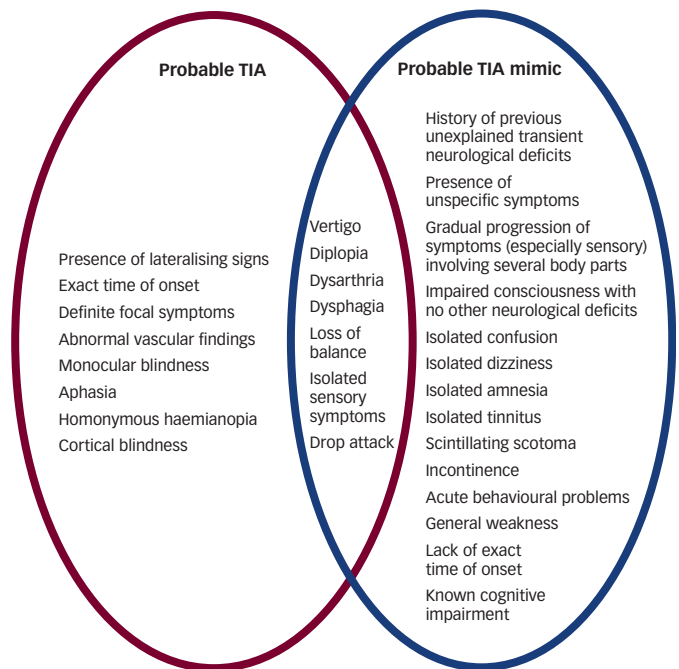 Probable TIA
Presence of lateralising signs
Exact time of onset
Definite focal symptoms
Abnormal vascular findings
Monocular blindness
Aphasia
Homonymous haemianopia
Cortical blindness
Vertigo
Diplopia
Dysarthria
Dysphagia
Loss of
balance
Isolated
sensory
symptoms
Drop attack
Probable TIA mimic
History of previous
unexplained transient
neurological deficits
Presence of
unspecific symptoms
Gradual progression of
symptoms (especially sensory)
involving several body parts
Impaired consciousness with
no other neurological deficits
Isolated confusion
Isolated dizziness
Isolated amnesia
Isolated tinnitus
Scintillating scotoma
Incontinence
Acute behavioural problems
General weakness
Lack of exact
time of onset
Known cognitive
impairment